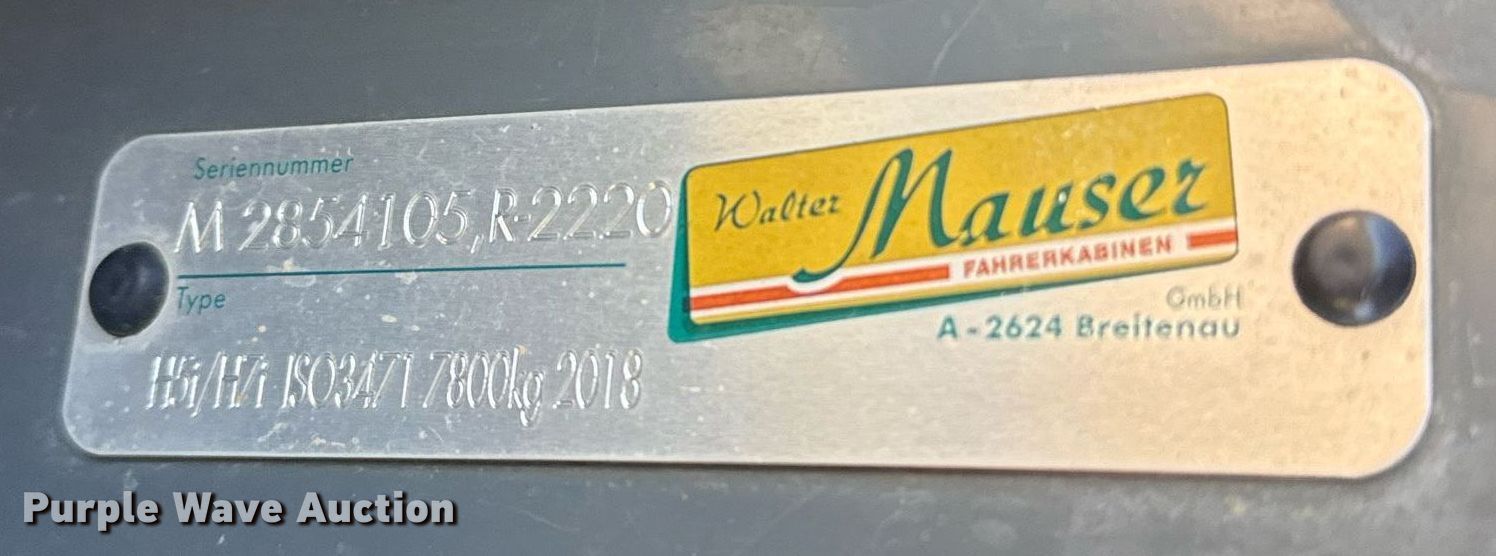 Seriennummer
M 2854105,R-2220
Type
H5i/H7i ISO3471 7800kg 2018
Walter Mauser
FAHRERKABINEN
GmbH
A-2624 Breitenau
Purple Wave Auction